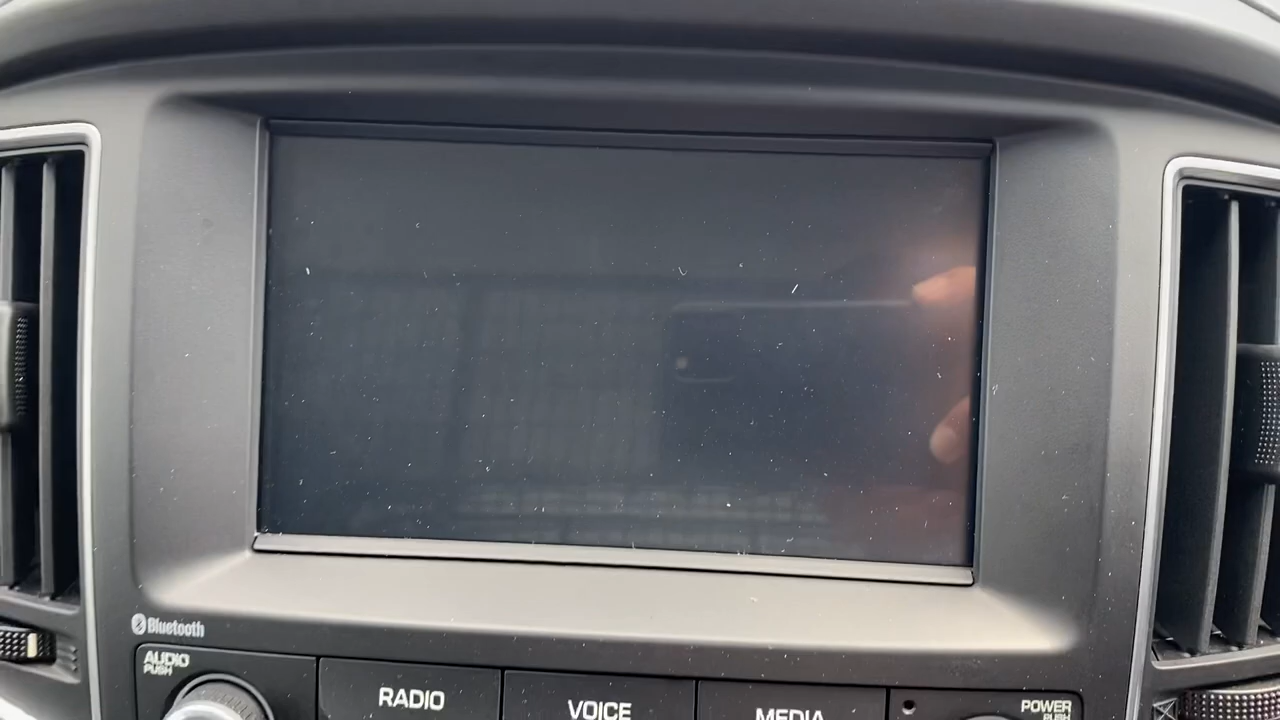 Bluetooth
AUDIO
PUSH
RADIO
VOICE
MEDIA
POWER
PUSH